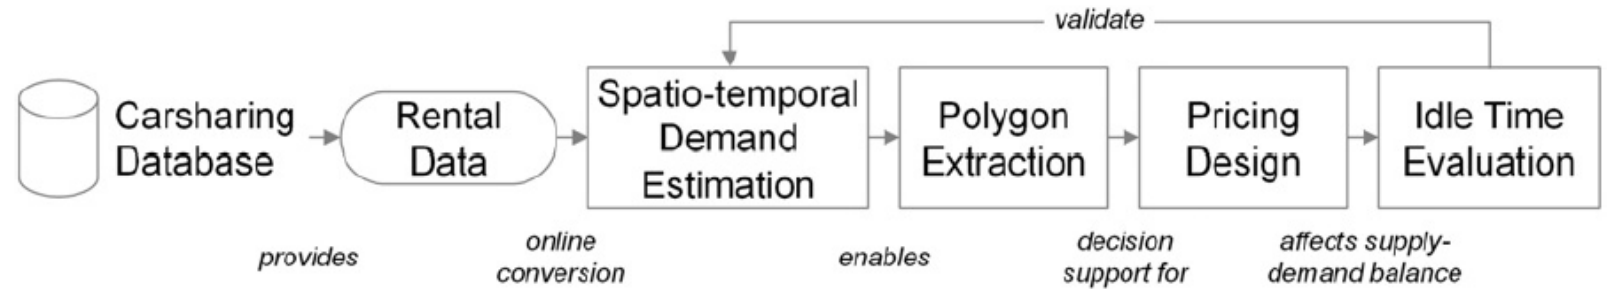 validate
Carsharing
Database
Rental
Data
Spatio-temporal
Demand
Estimation
Polygon
Extraction
Pricing
Design
Idle Time
Evaluation
provides
online
conversion
enables
decision
support for
affects supply-
demand balance